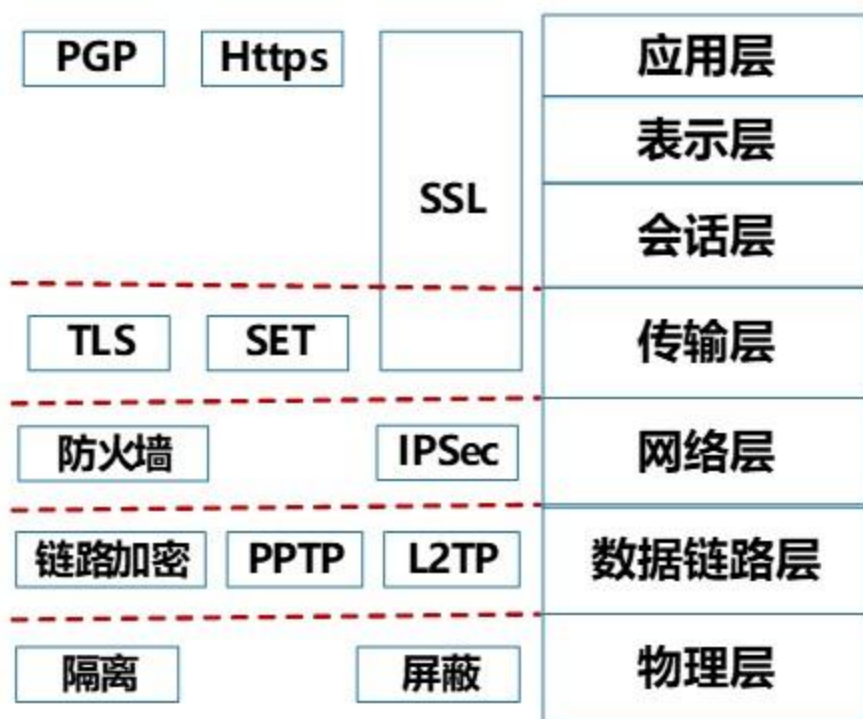 PGP Https 应用层
表示层
SSL 会话层
TLS SET 传输层
防火墙 IPSec 网络层
链路加密 PPTP L2TP 数据链路层
隔离 屏蔽 物理层